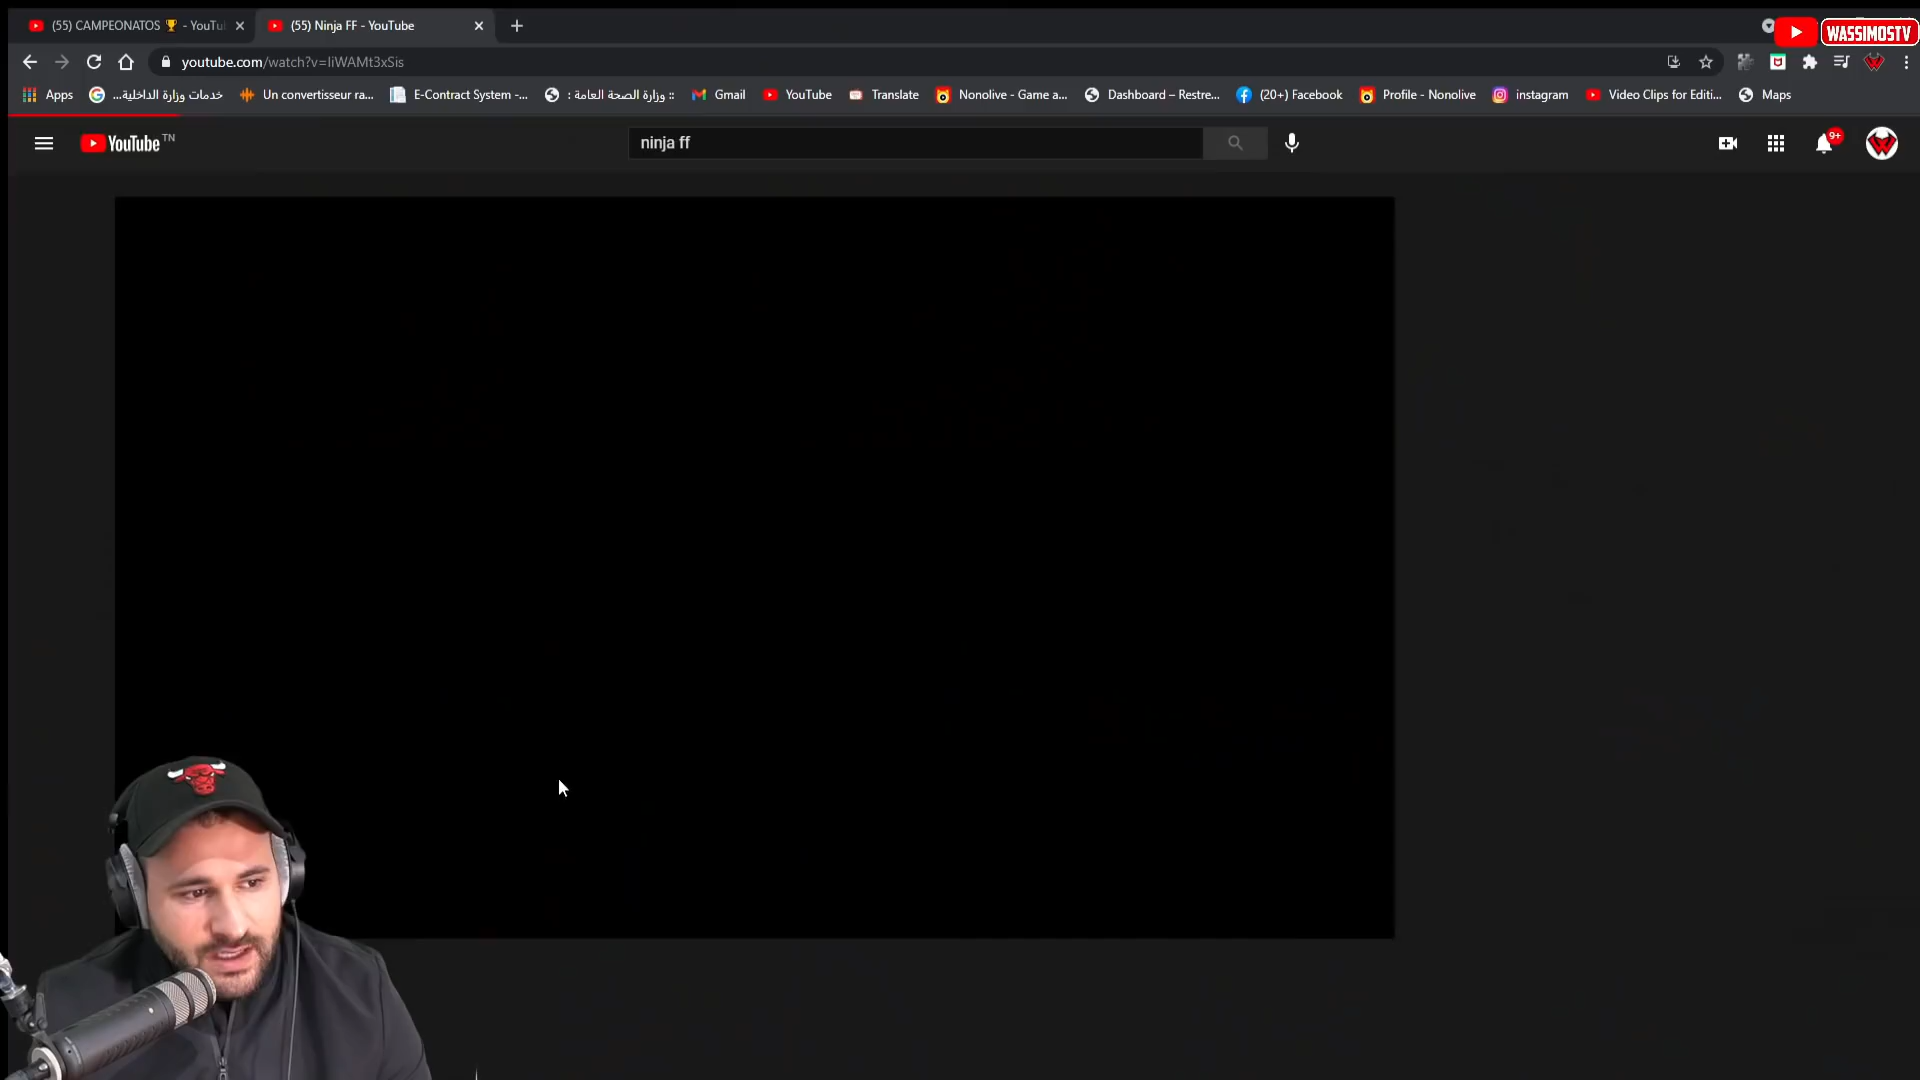 (55) CAMPEONATOS 🏆 - YouTu
(55) Ninja FF - YouTube
WASSIMOSTV
youtube.com/watch?v=IiWAMt3xSis
Apps
خدمات وزارة الداخلية...
Un convertisseur ra...
E-Contract System -...
:: وزارة الصحة العامة :
Gmail
YouTube
Translate
Nonolive - Game a...
Dashboard – Restre...
(20+) Facebook
Profile - Nonolive
instagram
Video Clips for Editi...
Maps
YouTube TN
ninja ff
9+